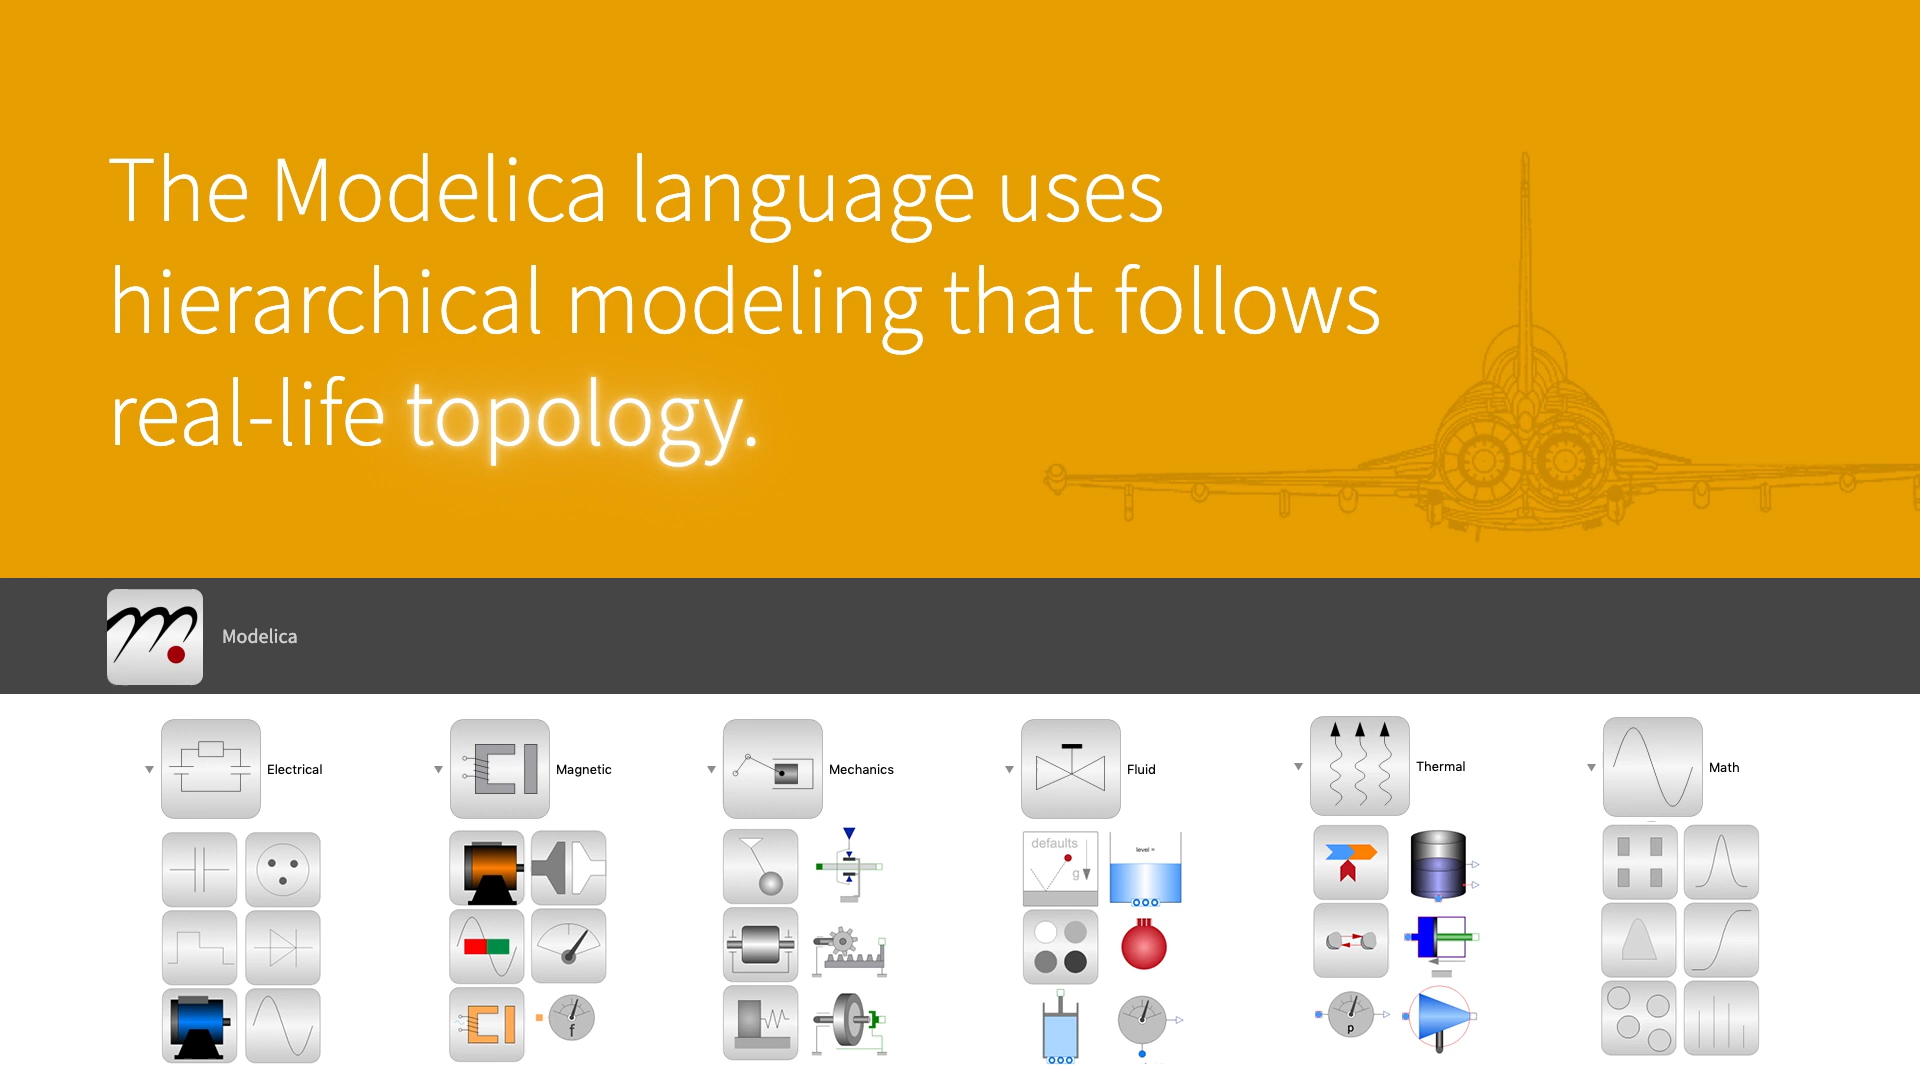 The Modelica language uses
hierarchical modeling that follows
real-life topology.
Modelica
Electrical
Magnetic
Mechanics
Fluid
Thermal
Math
defaults
g
level =
f
p